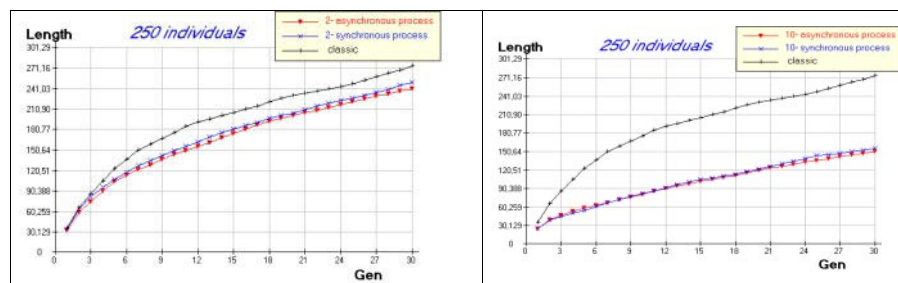 Length
250 individuals
2- asynchronous process
2- synchronous process
classic
301,29
271,16
241,03
210,90
180,77
150,64
120,51
90,388
60,259
30,129
0
0 3 6 9 12 15 18 21 24 27 30
Gen
Length
250 individuals
10- asynchronous process
10- synchronous process
classic
301,29
271,16
241,03
210,90
180,77
150,64
120,51
90,388
60,259
30,129
0
0 3 6 9 12 15 18 21 24 27 30
Gen